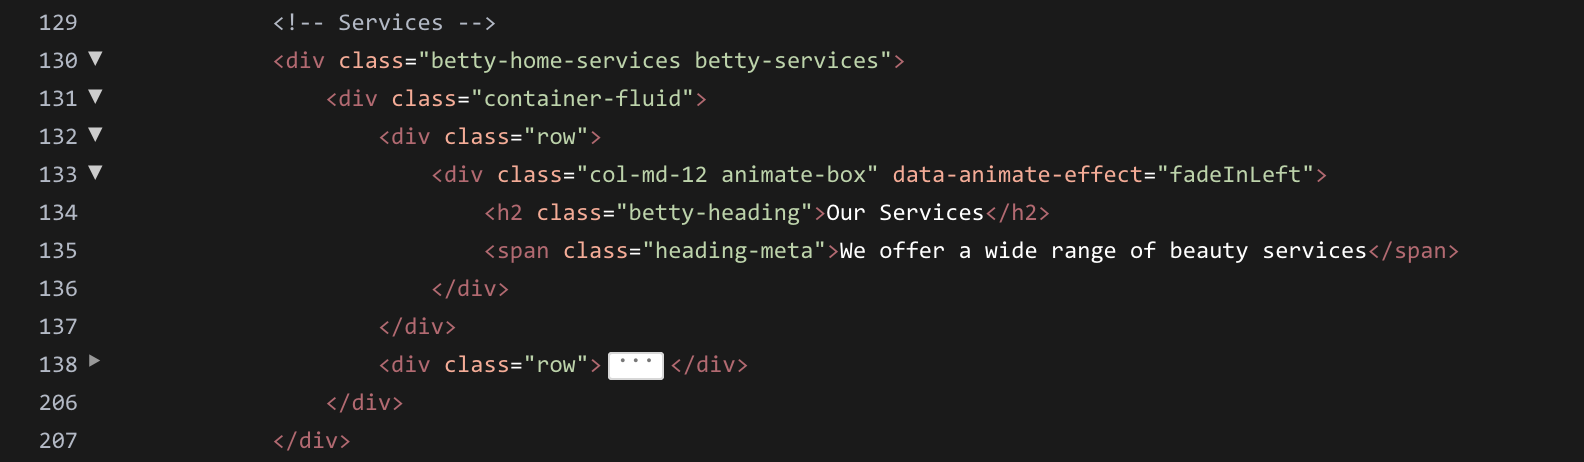 129 <!-- Services -->
130 ▼ <div class="betty-home-services betty-services">
131 ▼ <div class="container-fluid">
132 ▼ <div class="row">
133 ▼ <div class="col-md-12 animate-box" data-animate-effect="fadeInLeft">
134 <h2 class="betty-heading">Our Services</h2>
135 <span class="heading-meta">We offer a wide range of beauty services</span>
136 </div>
137 </div>
138 ▶ <div class="row">...</div>
206 </div>
207 </div>